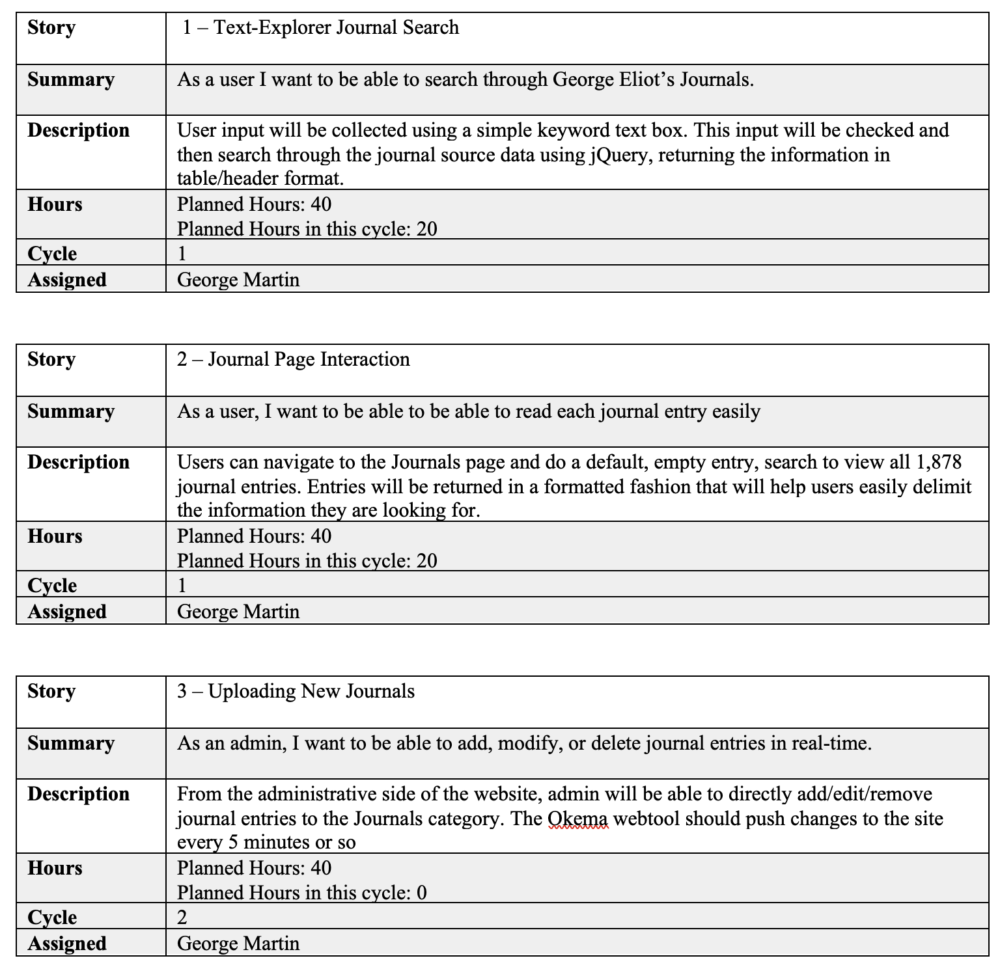 Story 1 – Text-Explorer Journal Search
Summary As a user I want to be able to search through George Eliot’s Journals.
Description User input will be collected using a simple keyword text box. This input will be checked and
then search through the journal source data using jQuery, returning the information in
table/header format.
Hours Planned Hours: 40
Planned Hours in this cycle: 20
Cycle 1
Assigned George Martin
Story 2 – Journal Page Interaction
Summary As a user, I want to be able to be able to read each journal entry easily
Description Users can navigate to the Journals page and do a default, empty entry, search to view all 1,878
journal entries. Entries will be returned in a formatted fashion that will help users easily delimit
the information they are looking for.
Hours Planned Hours: 40
Planned Hours in this cycle: 20
Cycle 1
Assigned George Martin
Story 3 – Uploading New Journals
Summary As an admin, I want to be able to add, modify, or delete journal entries in real-time.
Description From the administrative side of the website, admin will be able to directly add/edit/remove
journal entries to the Journals category. The Okema webtool should push changes to the site
every 5 minutes or so
Hours Planned Hours: 40
Planned Hours in this cycle: 0
Cycle 2
Assigned George Martin